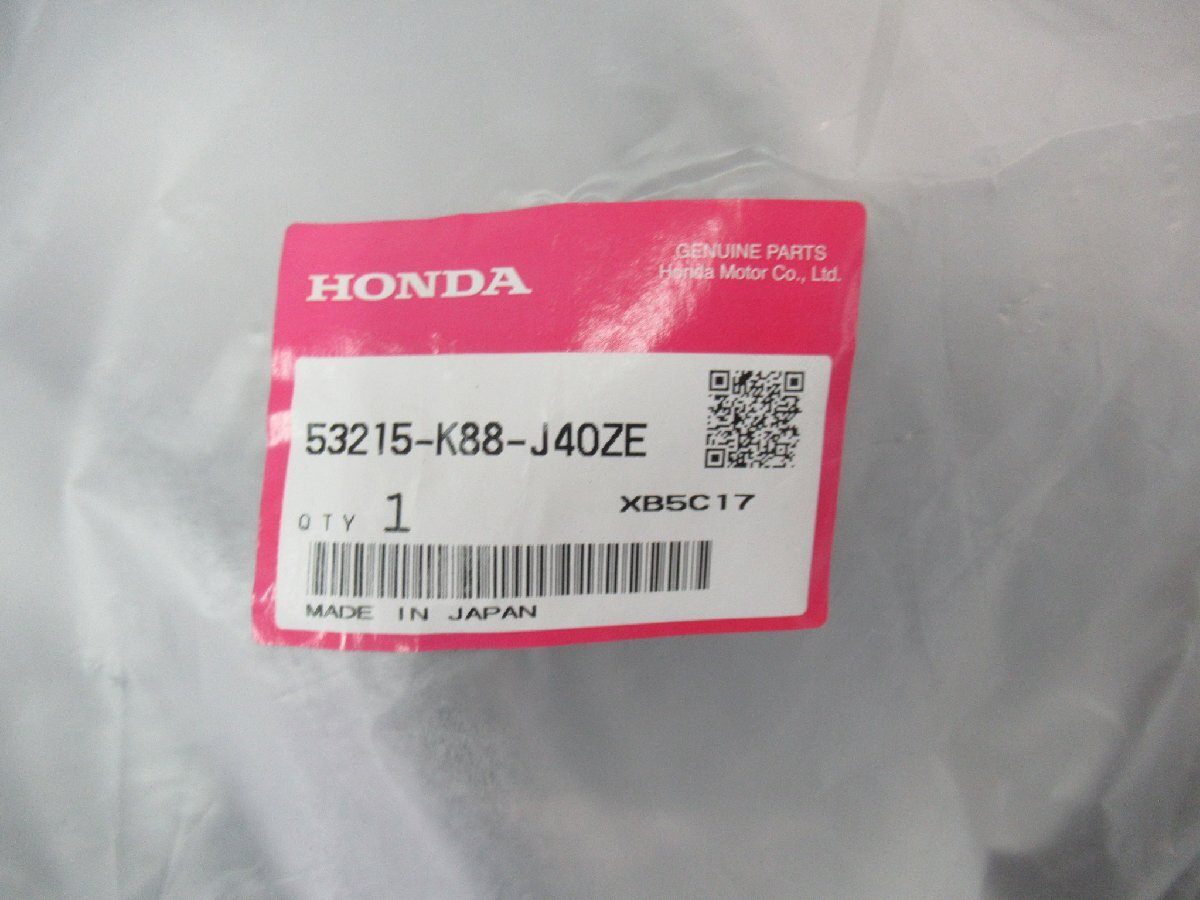 HONDA
GENUINE PARTS
Honda Motor Co., Ltd.
53215-K88-J40ZE
QTY 1
XB5C17
MADE IN JAPAN